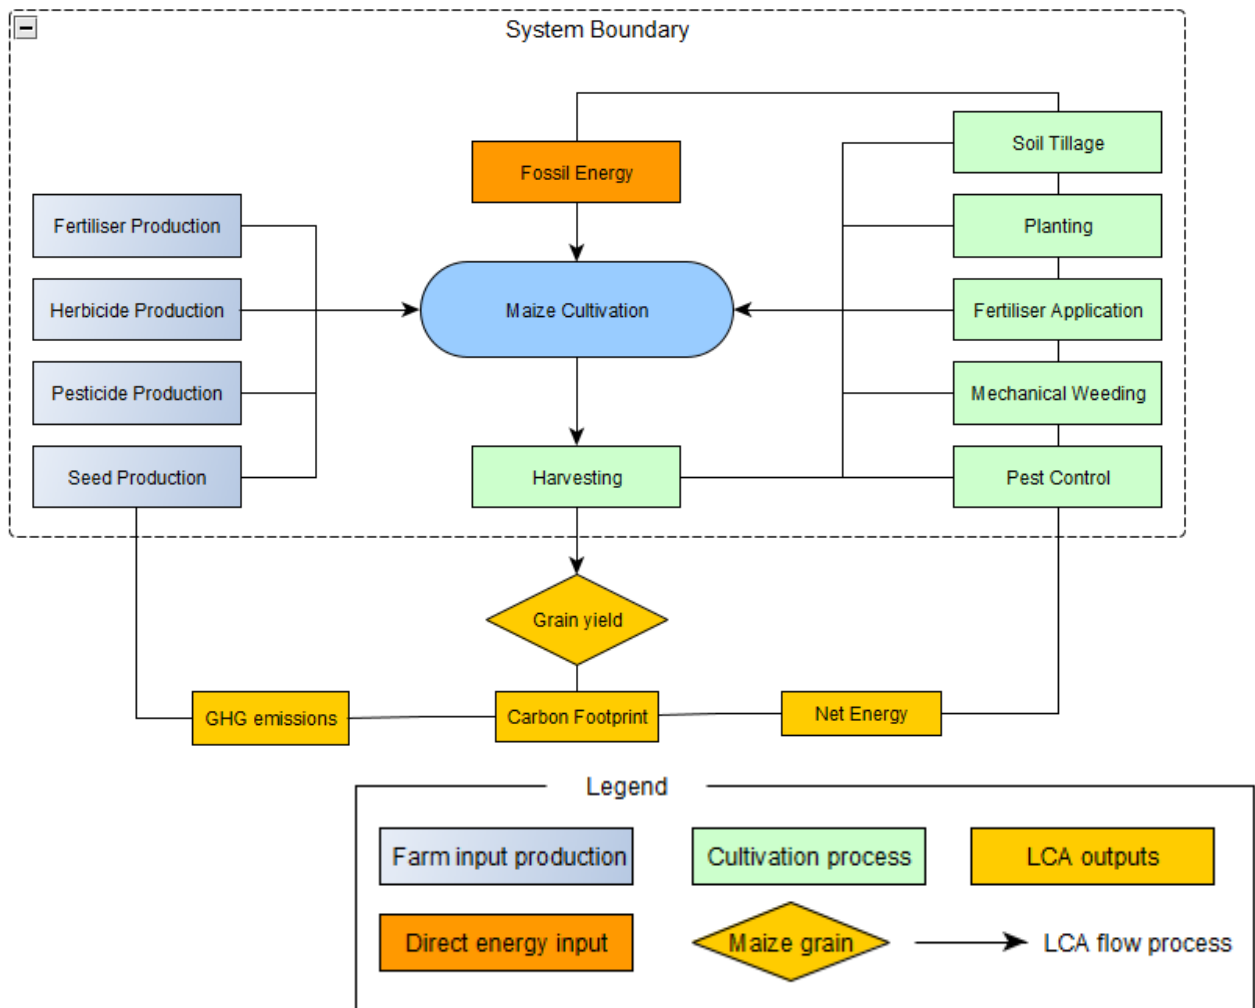 System Boundary
Fossil Energy
Soil Tillage
Fertiliser Production
Planting
Herbicide Production
Maize Cultivation
Fertiliser Application
Pesticide Production
Mechanical Weeding
Seed Production
Harvesting
Pest Control
Grain yield
GHG emissions
Carbon Footprint
Net Energy
Legend
Farm input production
Cultivation process
LCA outputs
Direct energy input
Maize grain
LCA flow process